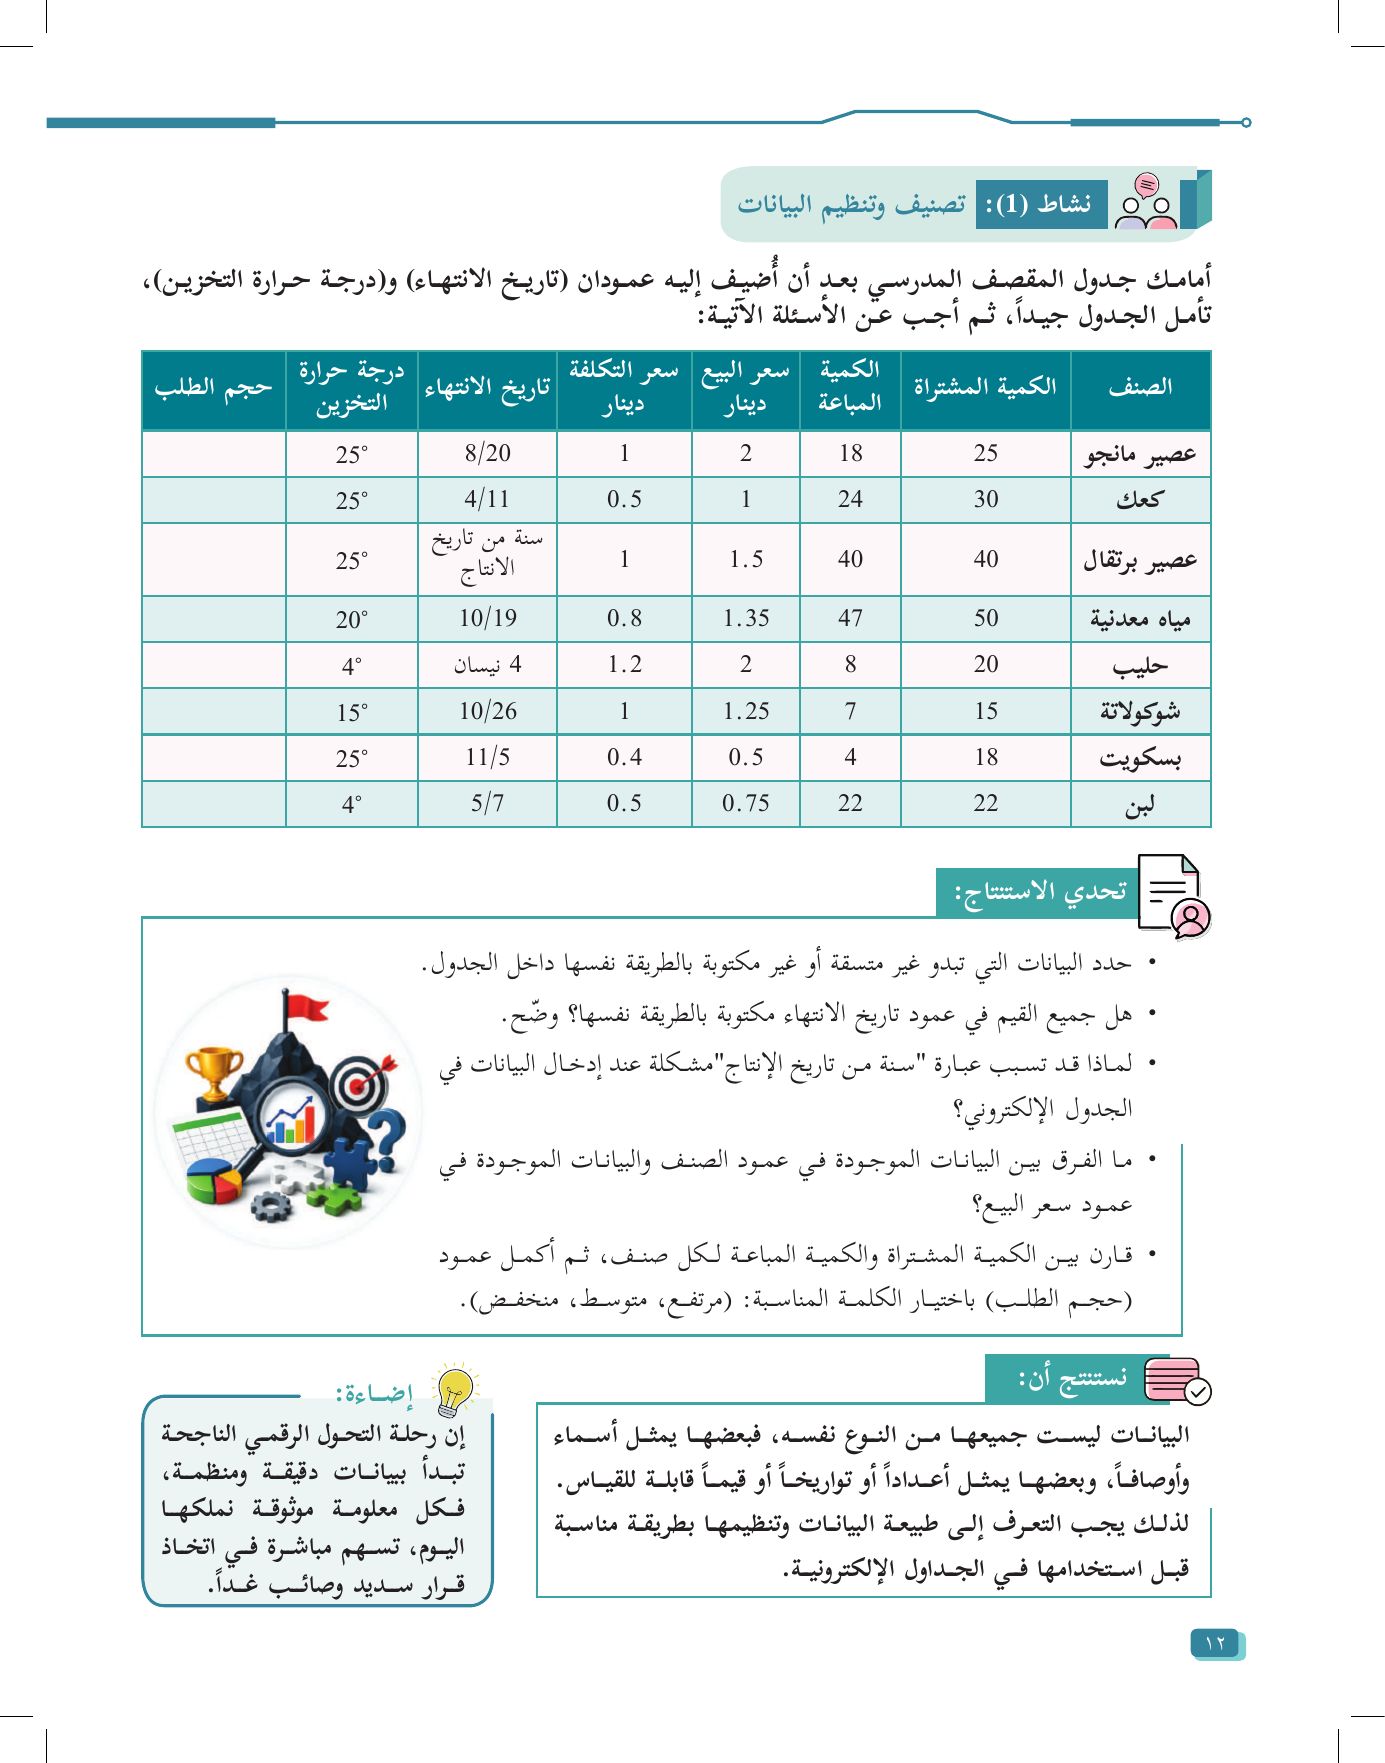 نشاط (1): تصنيف وتنظيم البيانات
أمامك جدول المقصف المدرسي بعد أن أُضيف إليه عمودان (تاريخ الانتهاء) و(درجة حرارة التخزين)،
تأمل الجدول جيداً، ثم أجب عن الأسئلة الآتية:
الصنف الكمية المشتراة الكمية المباعة سعر البيع دينار سعر التكلفة دينار تاريخ الانتهاء درجة حرارة التخزين حجم الطلب
عصير مانجو 25 18 2 1 8/20 25°
كعك 30 24 1 0.5 4/11 25°
عصير برتقال 40 40 1.5 1 سنة من تاريخ الانتاج 25°
مياه معدنية 50 47 1.35 0.8 10/19 20°
حليب 20 8 2 1.2 4 نيسان 4°
شوكولاتة 15 7 1.25 1 10/26 15°
بسكويت 18 4 0.5 0.4 11/5 25°
لبن 22 22 0.75 0.5 5/7 4°
تحدي الاستنتاج:
• حدد البيانات التي تبدو غير متسقة أو غير مكتوبة بالطريقة نفسها داخل الجدول.
• هل جميع القيم في عمود تاريخ الانتهاء مكتوبة بالطريقة نفسها؟ وضّح.
• لماذا قد تسبب عبارة "سنة من تاريخ الإنتاج"مشكلة عند إدخال البيانات في
الجدول الإلكتروني؟
• ما الفرق بين البيانات الموجودة في عمود الصنف والبيانات الموجودة في
عمود سعر البيع؟
• قارن بين الكمية المشتراة والكمية المباعة لكل صنف، ثم أكمل عمود
(حجم الطلب) باختيار الكلمة المناسبة: (مرتفع، متوسط، منخفض).
نستنتج أن:
البيانات ليست جميعها من النوع نفسه، فبعضها يمثل أسماء
وأوصافاً، وبعضها يمثل أعداداً أو تواريخاً أو قيماً قابلة للقياس.
لذلك يجب التعرف إلى طبيعة البيانات وتنظيمها بطريقة مناسبة
قبل استخدامها في الجداول الإلكترونية.
إضاءة:
إن رحلة التحول الرقمي الناجحة
تبدأ ببيانات دقيقة ومنظمة،
فكل معلومة موثوقة نملكها
اليوم، تسهم مباشرة في اتخاذ
قرار سديد وصائب غداً.
١٢